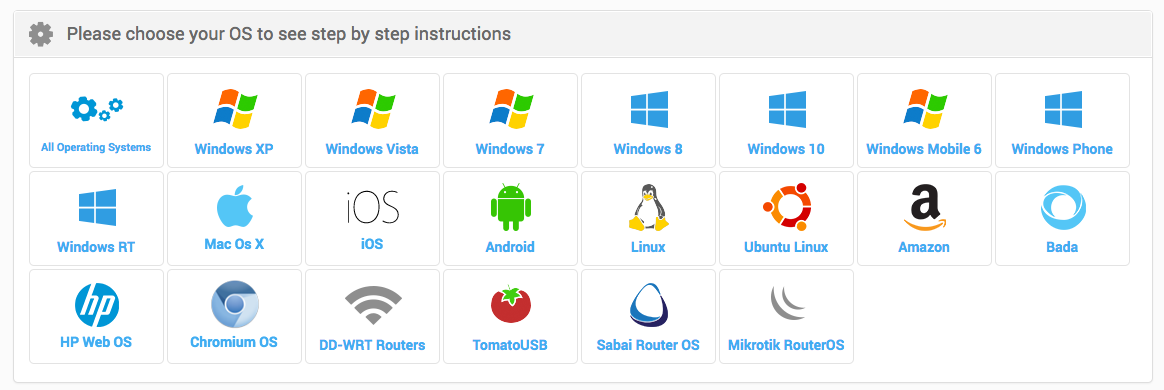 Please choose your OS to see step by step instructions
All Operating Systems
Windows XP
Windows Vista
Windows 7
Windows 8
Windows 10
Windows Mobile 6
Windows Phone
Windows RT
Mac Os X
iOS
iOS
Android
Linux
Ubuntu Linux
a
Amazon
Bada
hp
HP Web OS
Chromium OS
DD-WRT Routers
TomatoUSB
Sabai Router OS
Mikrotik RouterOS